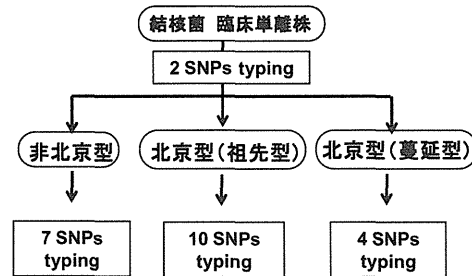 結核菌 臨床単離株
2 SNPs typing
非北京型
北京型(祖先型)
北京型(蔓延型)
7 SNPs
typing
10 SNPs
typing
4 SNPs
typing